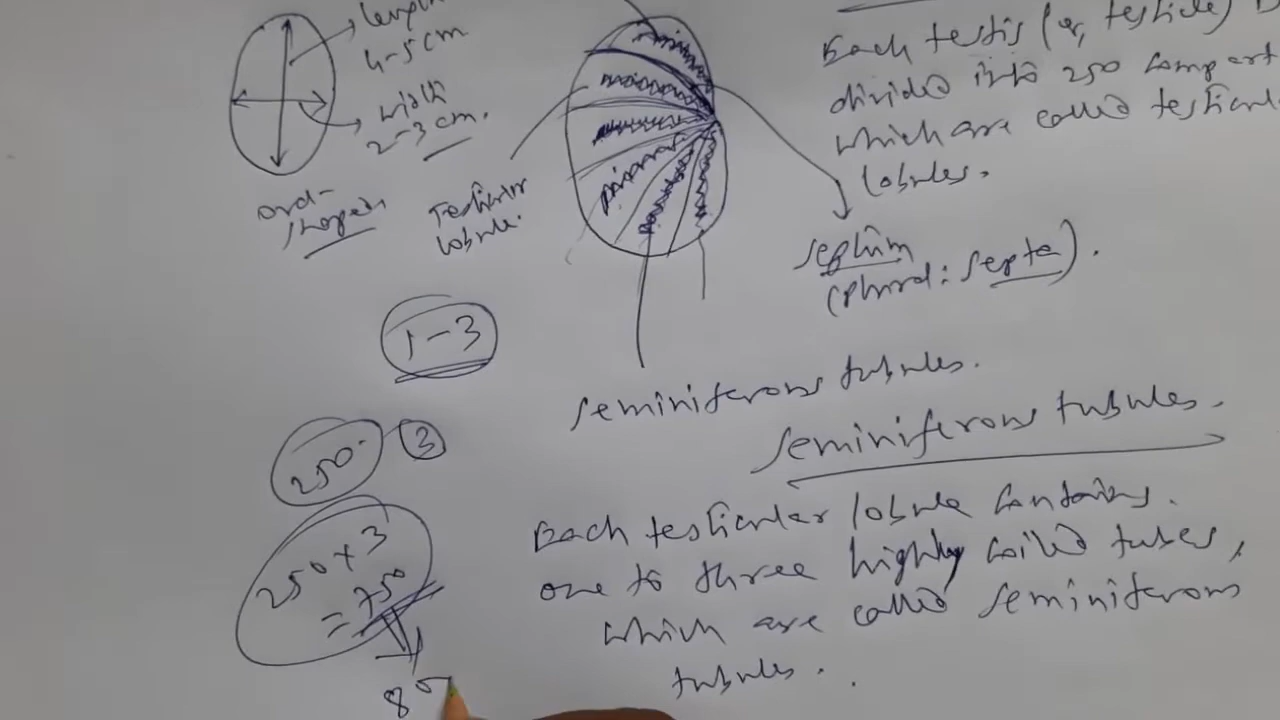 length
4-5 cm
width
2-3 cm.
oval-
shaped
Testicular
lobule.
Each testis (or, testicle) is
divided into 250 compart
which are called testicul
lobules.
septum
(Plural: septa).
1-3
seminiferous tubules.
250.
3
250 x 3
= 750
80
seminiferous tubules.
Each testicular lobule contains.
one to three highly coiled tubes,
which are called seminiferous
tubules.